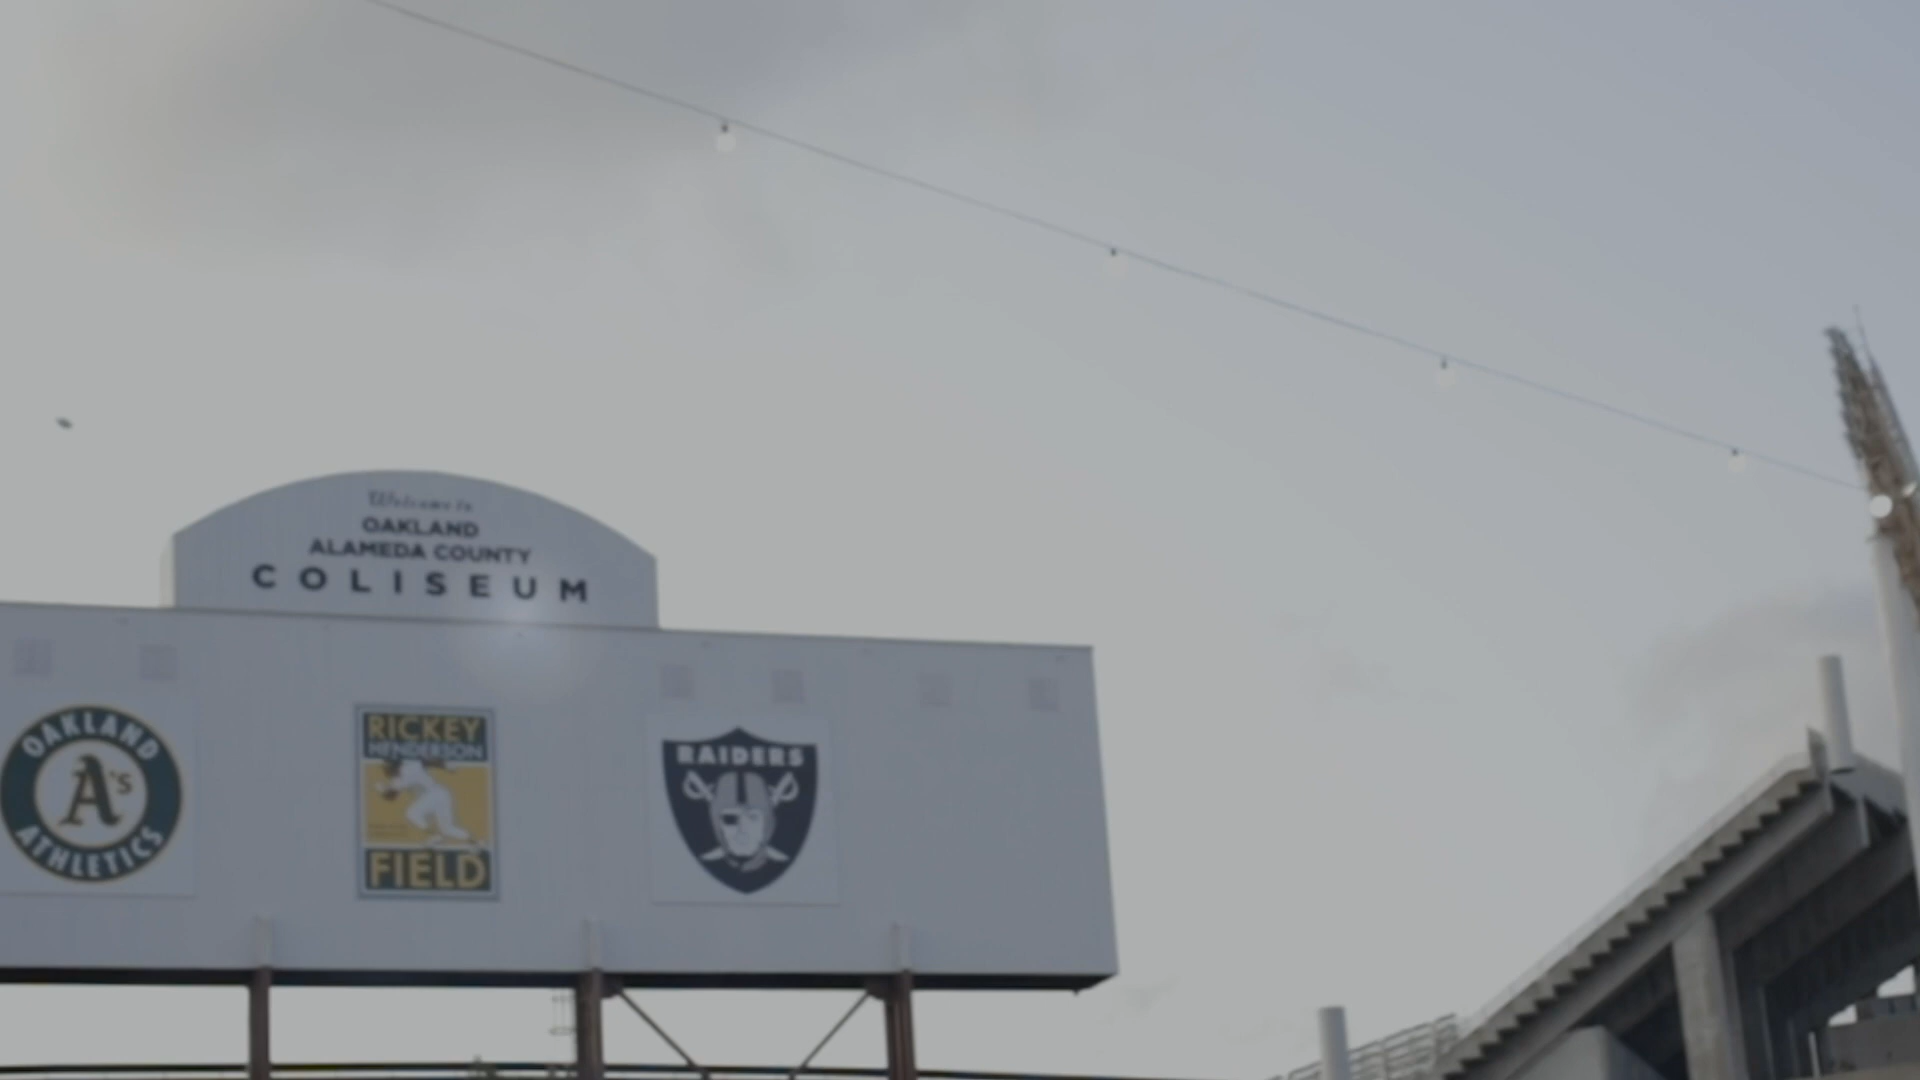 Welcome to
OAKLAND
ALAMEDA COUNTY
COLISEUM
OAKLAND
A's
ATHLETICS
RICKEY
HENDERSON
FIELD
RAIDERS